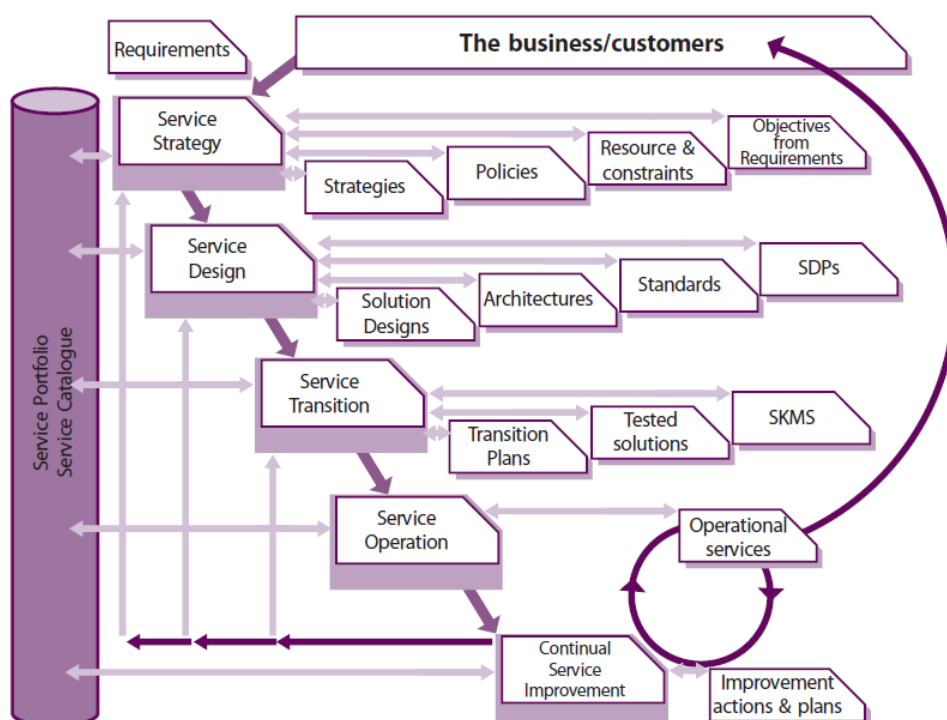 Requirements
The business/customers
Service
Strategy
Strategies
Policies
Resource &
constraints
Objectives
from
Requirements
Service
Design
Solution
Designs
Architectures
Standards
SDPs
Service Portfolio
Service Catalogue
Service
Transition
Transition
Plans
Tested
solutions
SKMS
Service
Operation
Operational
services
Continual
Service
Improvement
Improvement
actions & plans